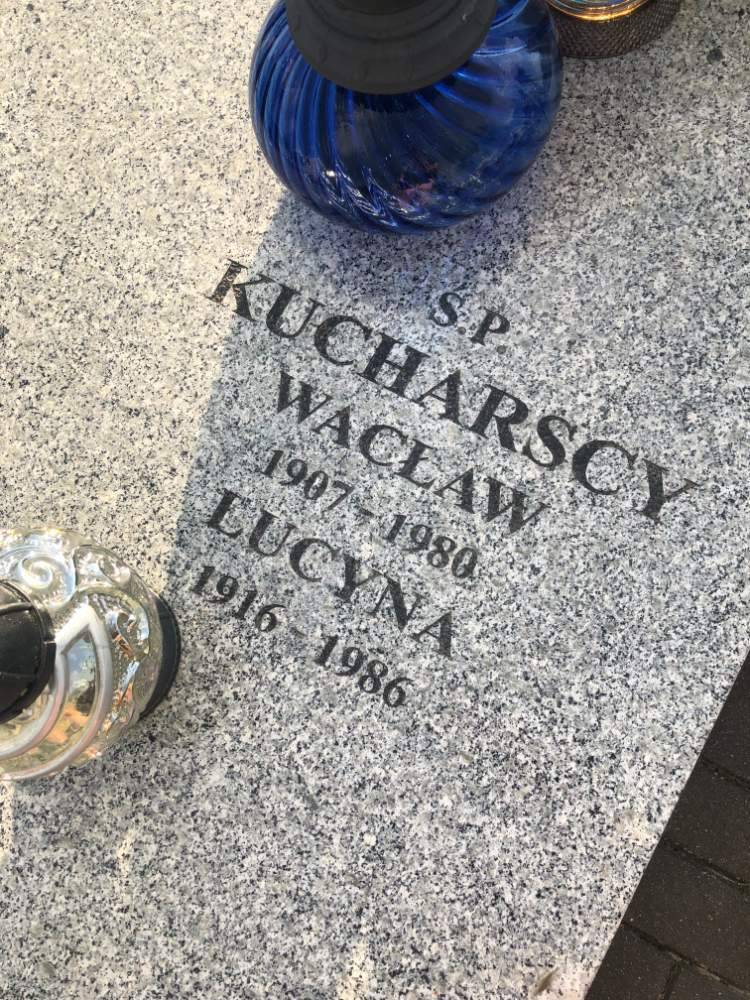 S.P.
KUCHARSCY
WACŁAW
1907 - 1980
LUCYNA
1916 - 1986